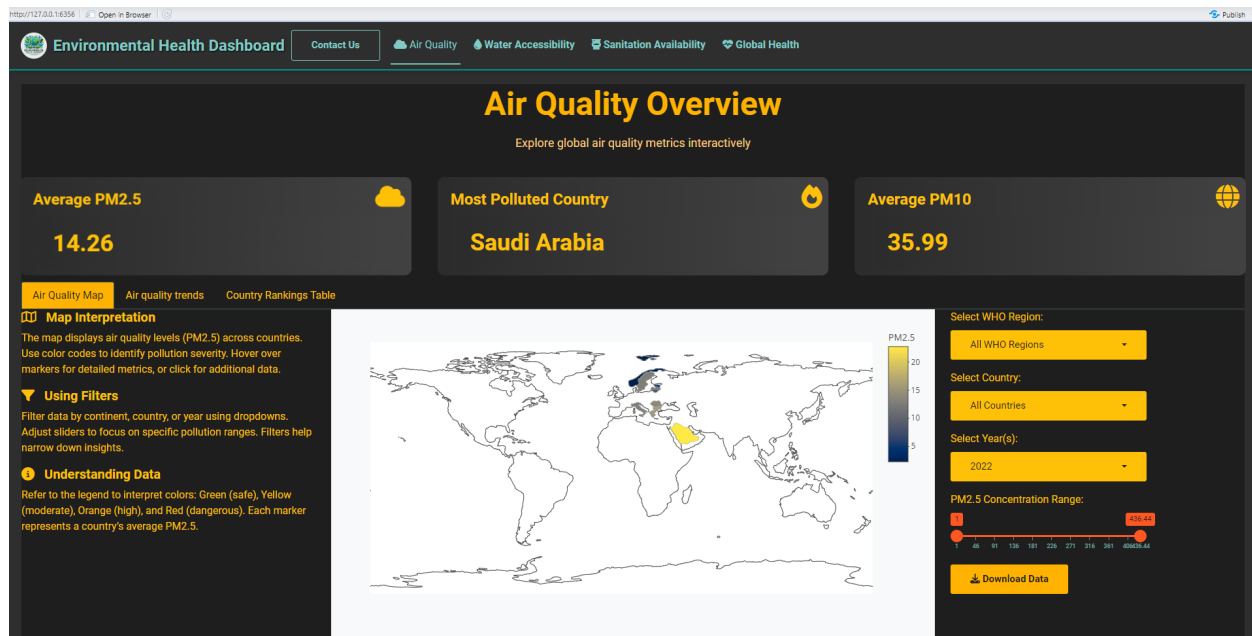 http://127.0.0.1:6356 Open in Browser Publish
Environmental Health Dashboard Contact Us Air Quality Water Accessibility Sanitation Availability Global Health
Air Quality Overview
Explore global air quality metrics interactively
Average PM2.5
14.26
Most Polluted Country
Saudi Arabia
Average PM10
35.99
Air Quality Map Air quality trends Country Rankings Table
Map Interpretation
The map displays air quality levels (PM2.5) across countries.
Use color codes to identify pollution severity. Hover over
markers for detailed metrics, or click for additional data.
Using Filters
Filter data by continent, country, or year using dropdowns.
Adjust sliders to focus on specific pollution ranges. Filters help
narrow down insights.
Understanding Data
Refer to the legend to interpret colors: Green (safe), Yellow
(moderate), Orange (high), and Red (dangerous). Each marker
represents a country's average PM2.5.
PM2.5
20
15
10
5
Select WHO Region:
All WHO Regions
Select Country:
All Countries
Select Year(s):
2022
PM2.5 Concentration Range:
1 436.44
1 46 91 136 181 226 271 316 361 406 436.44
Download Data